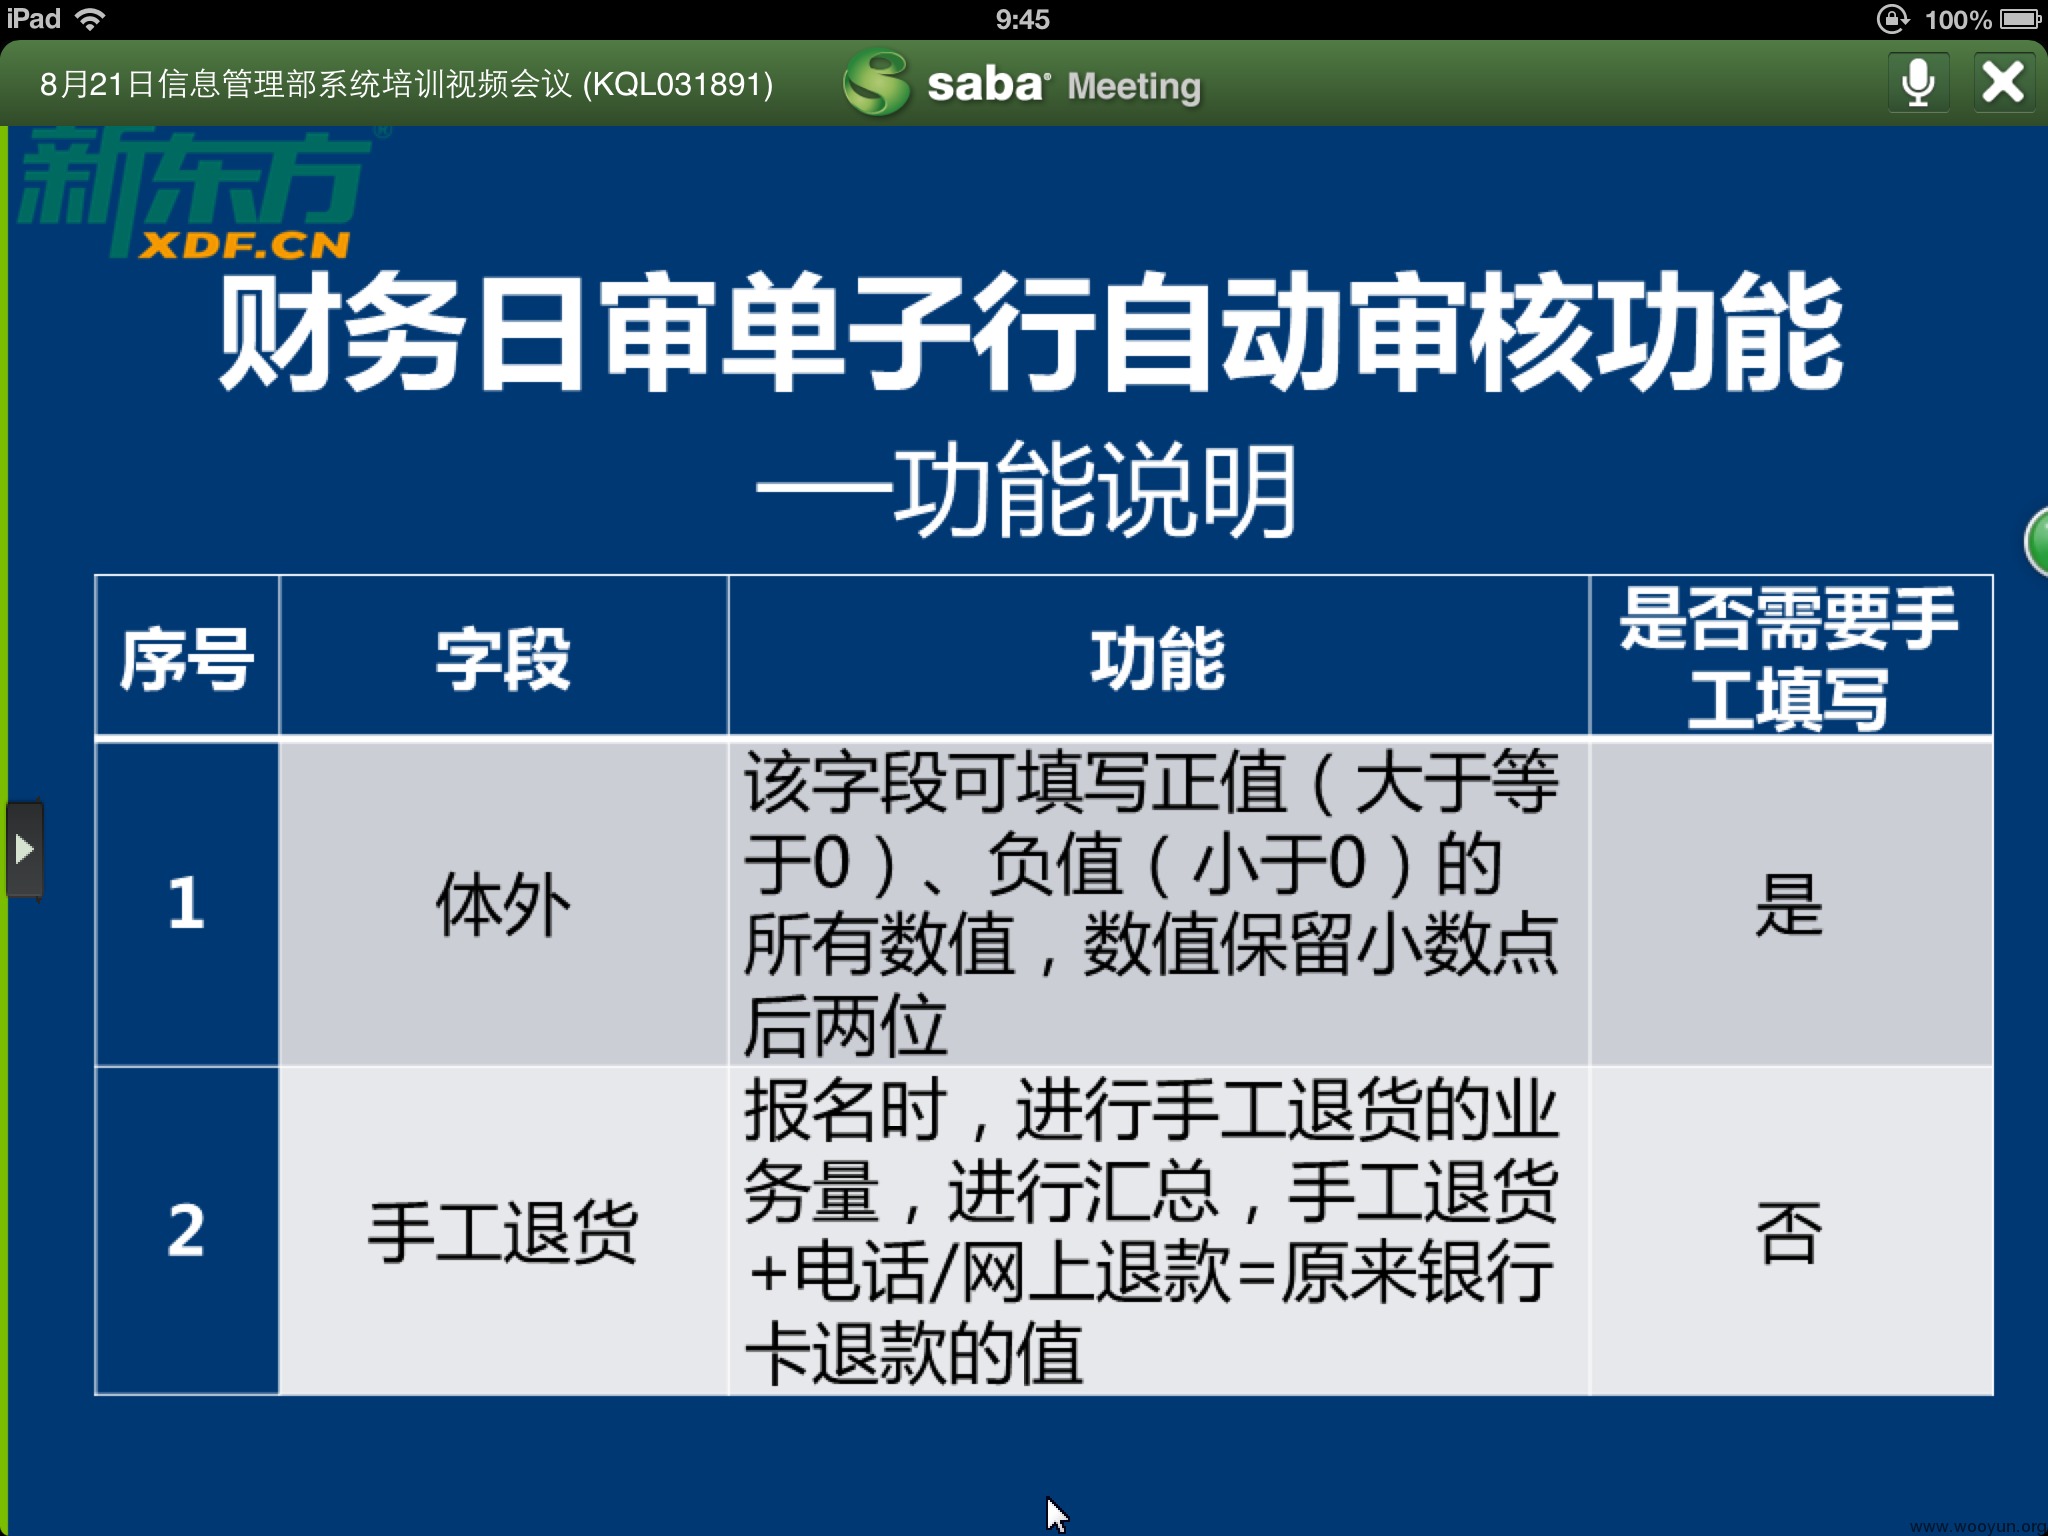 iPad
9:45
100%
8月21日信息管理部系统培训视频会议 (KQL031891)
saba Meeting
新东方®
XDF.CN
财务日审单子行自动审核功能
—功能说明
序号
字段
功能
是否需要手
工填写
1
体外
该字段可填写正值（大于等
于0）、负值（小于0）的
所有数值，数值保留小数点
后两位
是
2
手工退货
报名时，进行手工退货的业
务量，进行汇总，手工退货
+电话/网上退款=原来银行
卡退款的值
否
www.wooyun.org